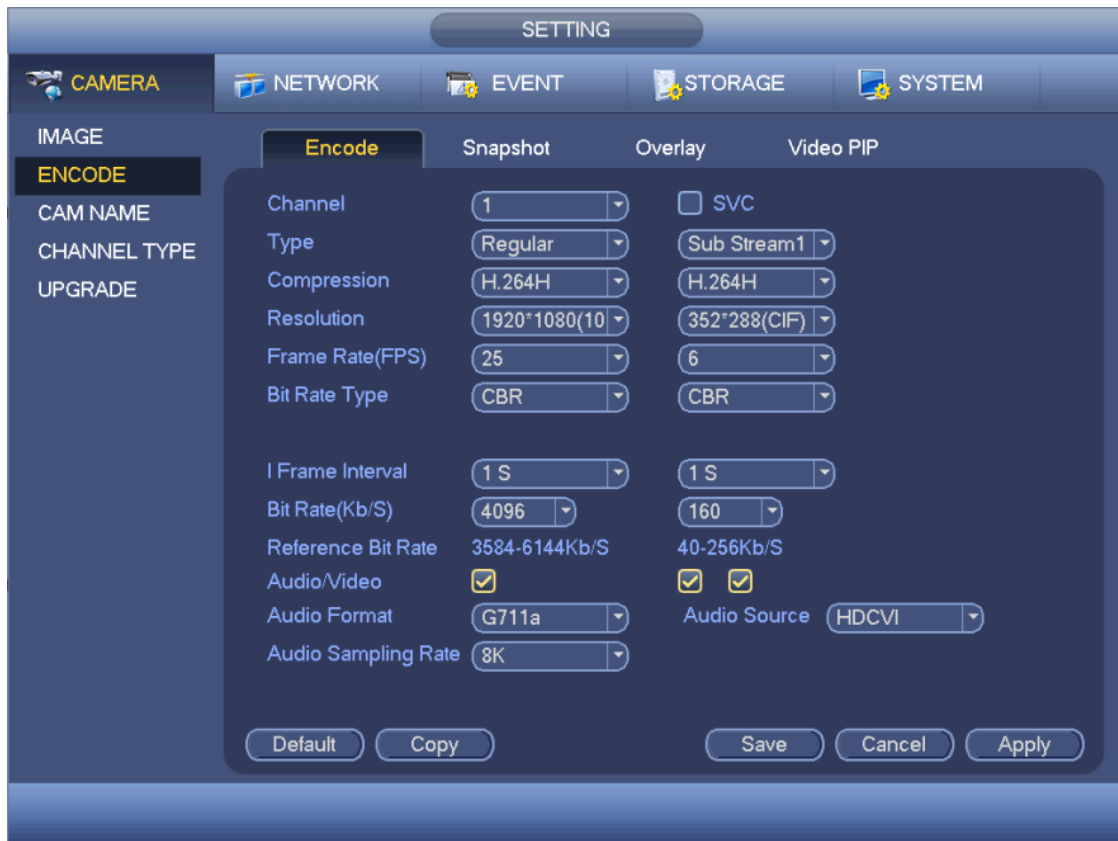 SETTING
CAMERA NETWORK EVENT STORAGE SYSTEM
IMAGE
ENCODE
CAM NAME
CHANNEL TYPE
UPGRADE
Encode Snapshot Overlay Video PIP
Channel 1 SVC
Type Regular Sub Stream1
Compression H.264H H.264H
Resolution 1920*1080(10 352*288(CIF)
Frame Rate(FPS) 25 6
Bit Rate Type CBR CBR
I Frame Interval 1 S 1 S
Bit Rate(Kb/S) 4096 160
Reference Bit Rate 3584-6144Kb/S 40-256Kb/S
Audio/Video
Audio Format G711a Audio Source HDCVI
Audio Sampling Rate 8K
Default Copy Save Cancel Apply